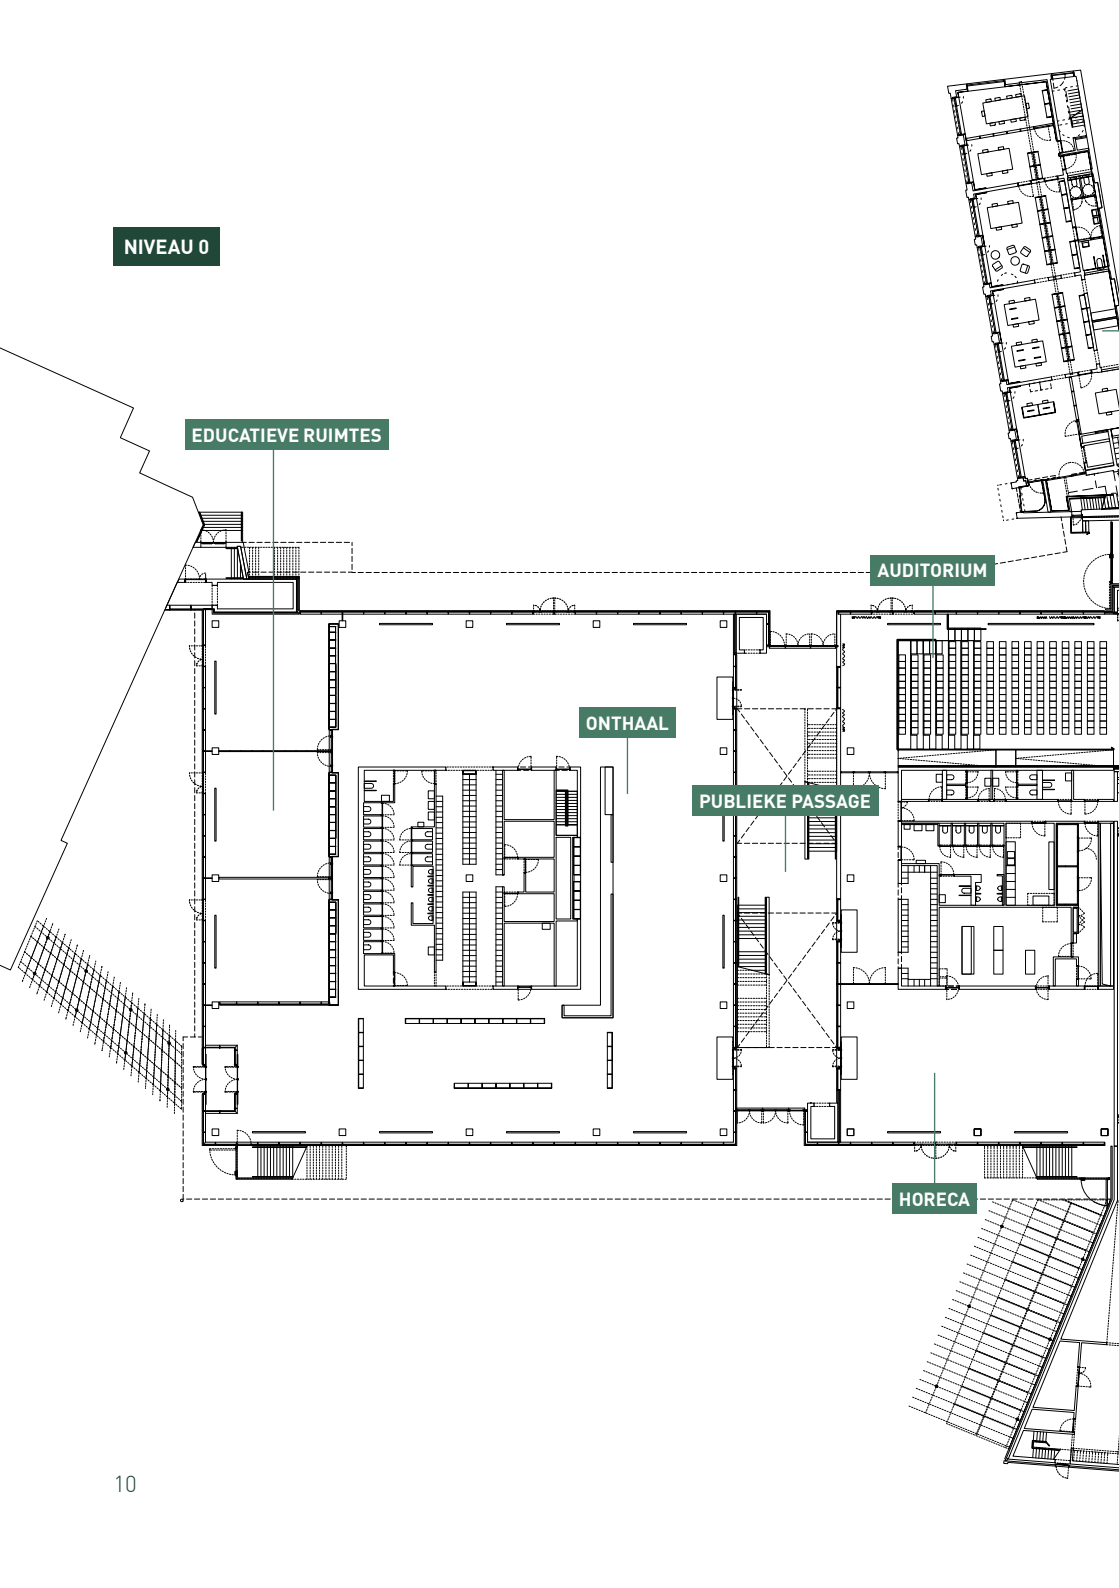 NIVEAU 0
EDUCATIEVE RUIMTES
AUDITORIUM
ONTHAAL
PUBLIEKE PASSAGE
HORECA
10